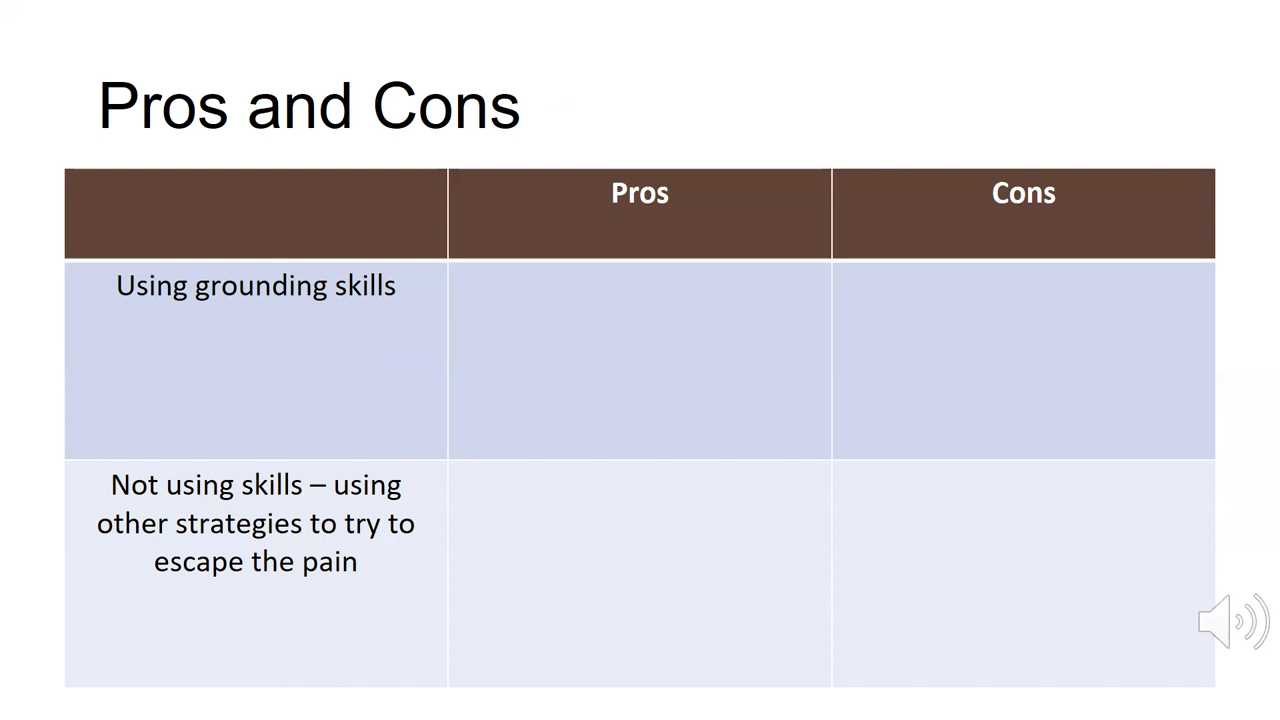 Pros and Cons
Pros
Cons
Using grounding skills
Not using skills – using
other strategies to try to
escape the pain